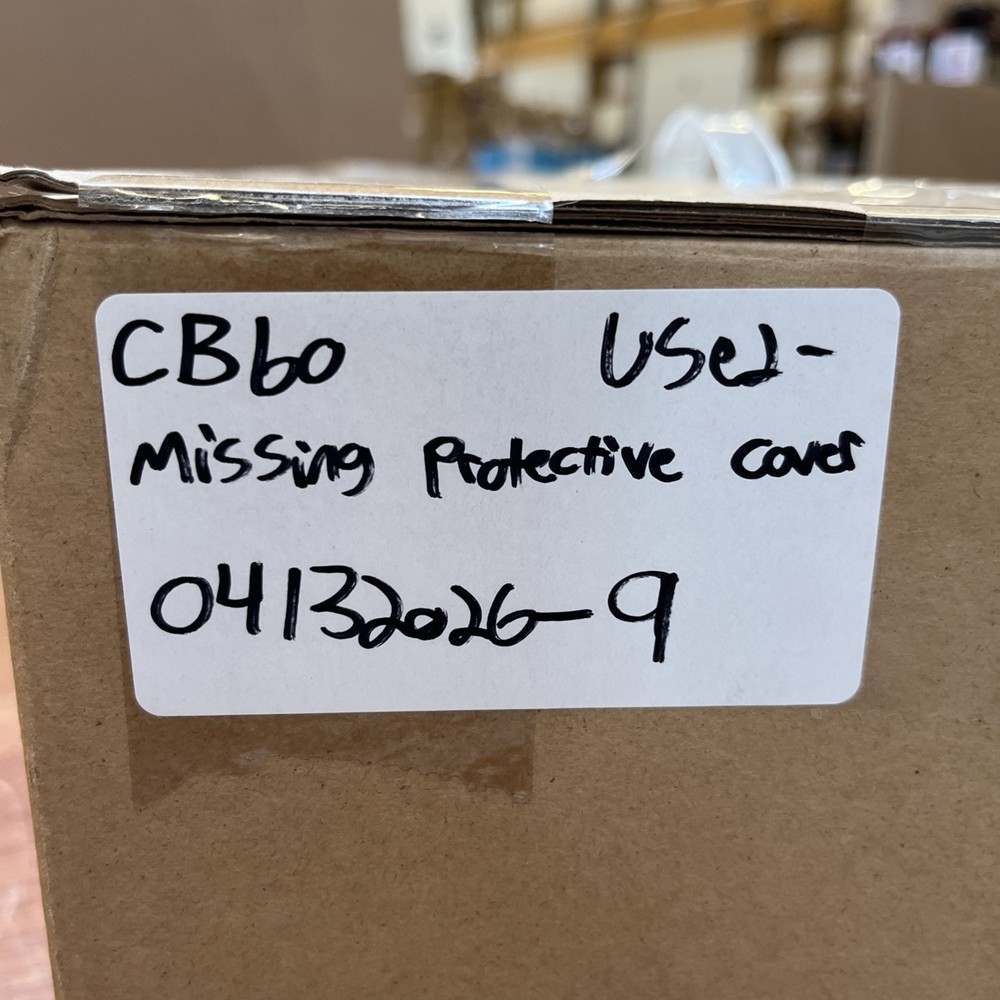 CB60 Used-
Missing Protective cover
04132026-9